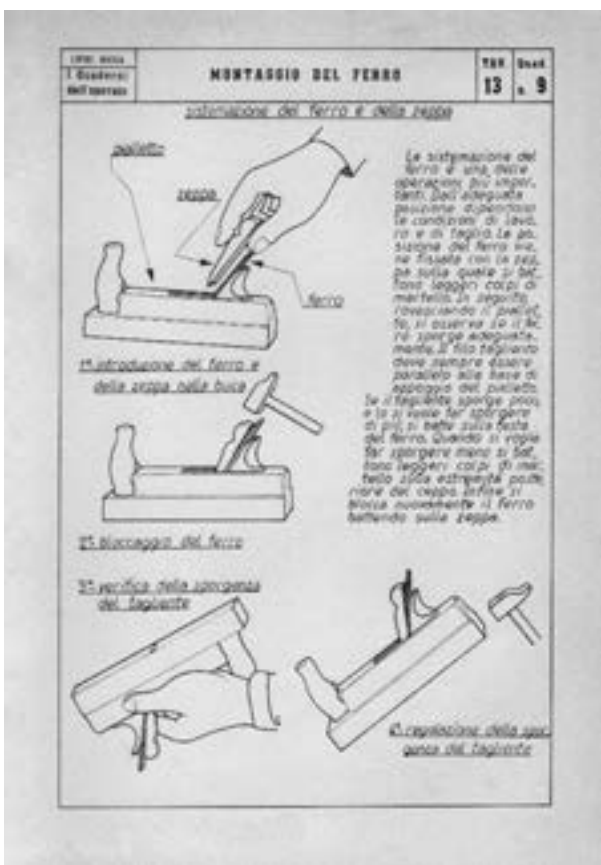 I Quaderni
dell'operaio
MONTAGGIO DEL FERRO
TAV.
13
Quad.
n. 9
sistemazione del ferro e della zeppa
pialletto
zeppa
ferro
La sistemazione del
ferro è una delle
operazioni più impor-
tanti. Dall'adeguata
posizione dipendono
le condizioni di lavo-
ro e di taglio. La po-
sizione del ferro vie-
ne fissata con la zep-
pa sulla quale si bat-
tono leggeri colpi di
martello. In seguito,
rovesciando il piallet-
to, si osserva se il fer-
ro sporge adeguata-
mente. Il filo tagliente
deve sempre essere
parallelo alla base di
appoggio del pialletto.
Se il tagliente sporge poco,
e lo si vuole far sporgere
di più, si batte sulla testa
del ferro. Quando si voglia
far sporgere meno si bat-
tono leggeri colpi di mar-
tello sulla estremità poste-
riore del ceppo. Infine si
blocca nuovamente il ferro
battendo sulla zeppa.
1°. introduzione del ferro e
della zeppa nella buca
2°. bloccaggio del ferro
3°. verifica della sporgenza
del tagliente
4°. regolazione della spor-
genza del tagliente